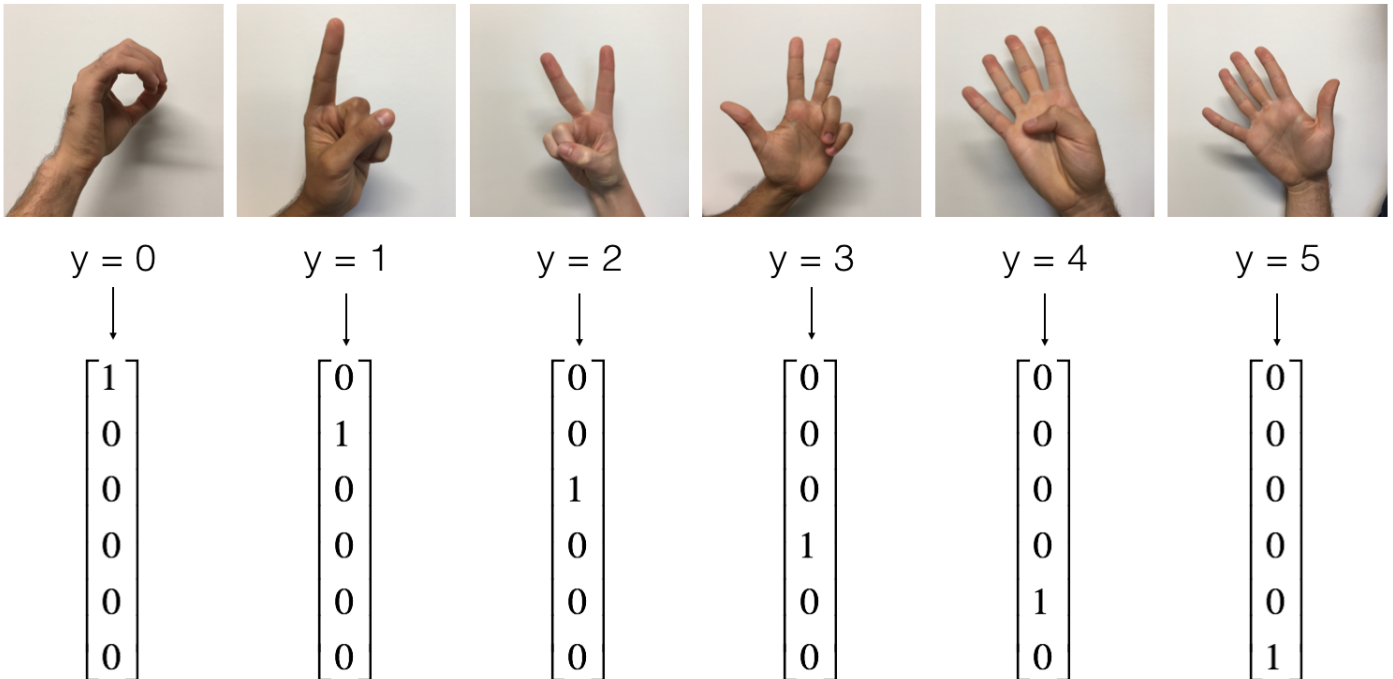 y = 0 y = 1 y = 2 y = 3 y = 4 y = 5
1 0 0 0 0 0
0 1 0 0 0 0
0 0 1 0 0 0
0 0 0 1 0 0
0 0 0 0 1 0
0 0 0 0 0 1